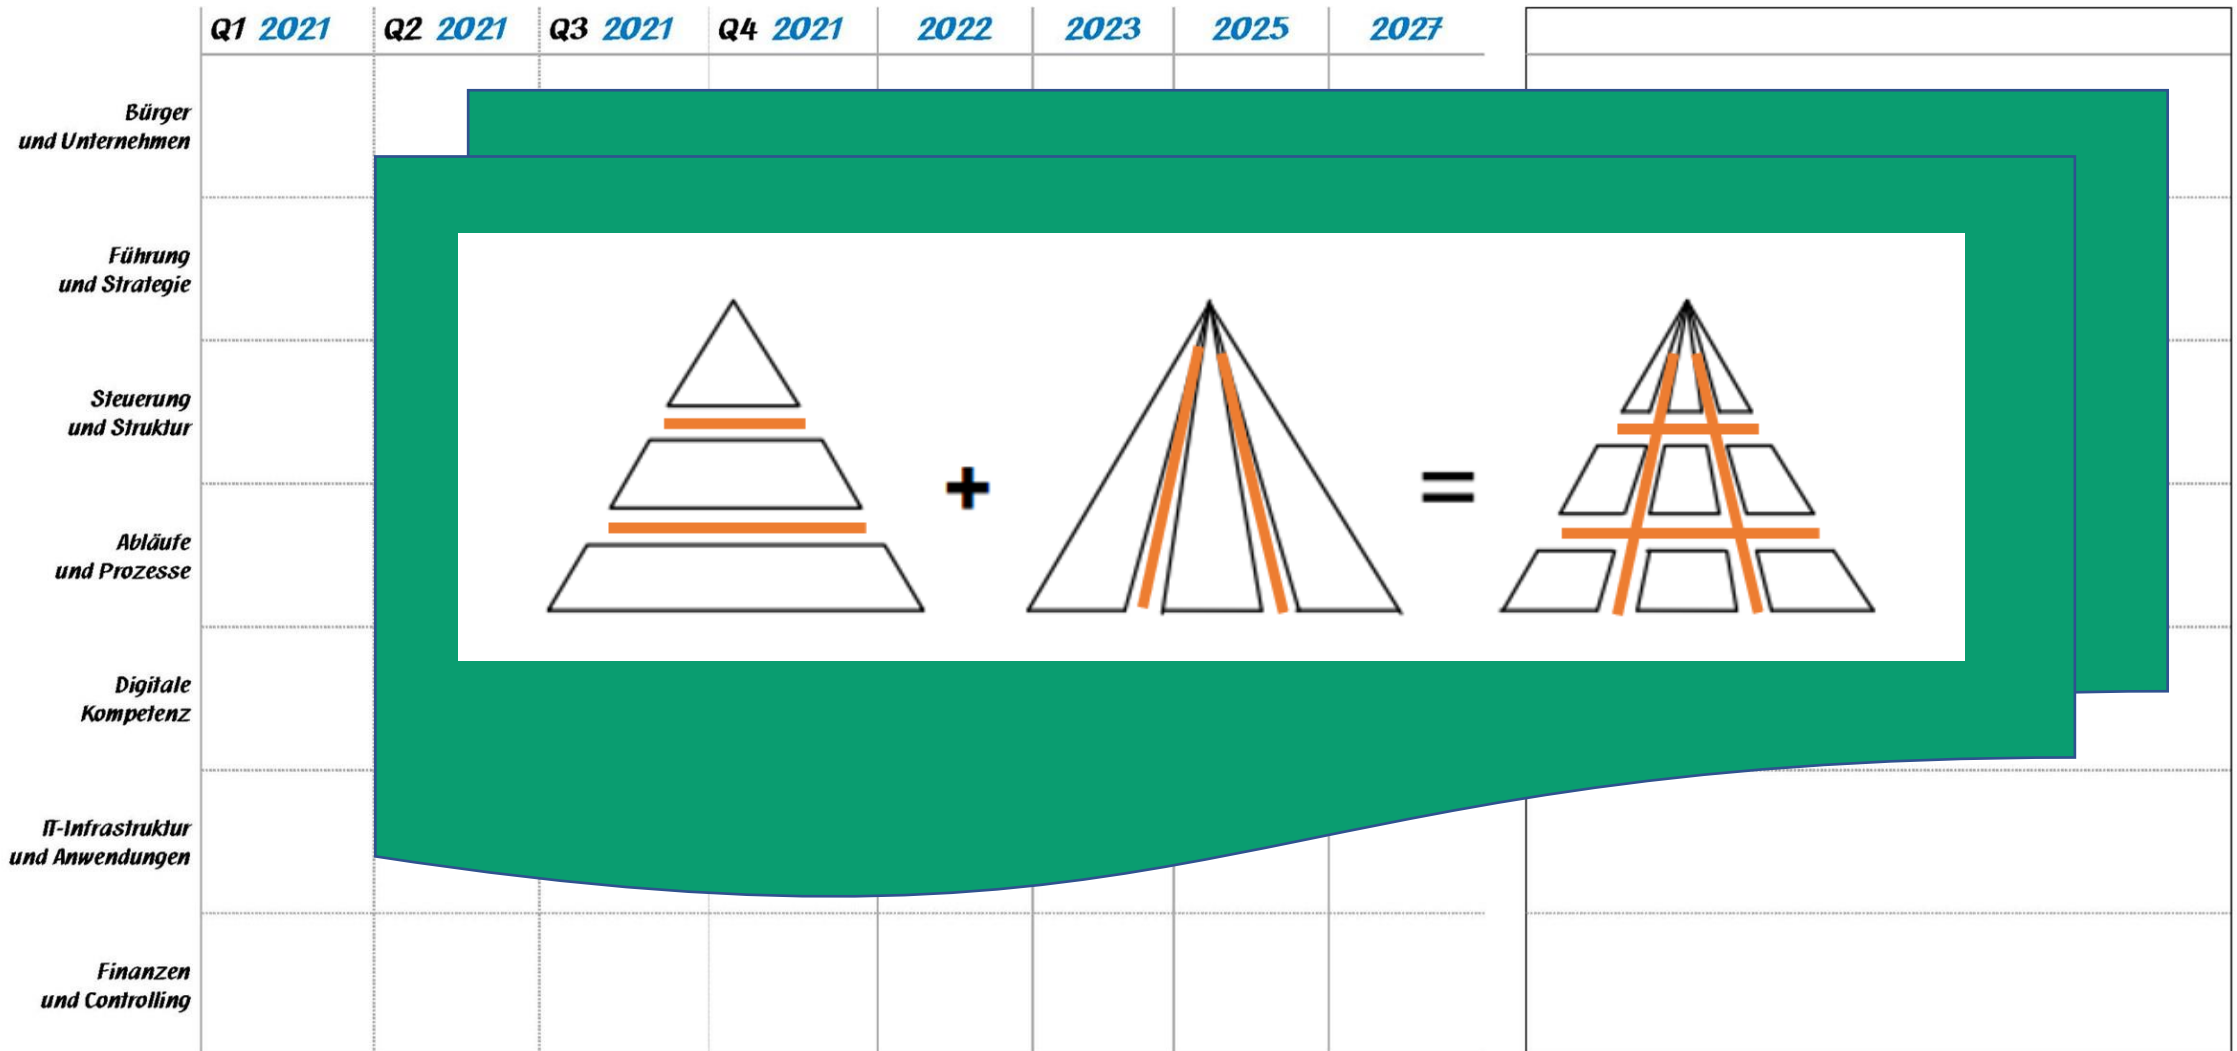 Q1 2021 Q2 2021 Q3 2021 Q4 2021 2022 2023 2025 2027
Bürger
und Unternehmen
Führung
und Strategie
Steuerung
und Struktur
+ =
Abläufe
und Prozesse
Digitale
Kompetenz
IT-Infrastruktur
und Anwendungen
Finanzen
und Controlling